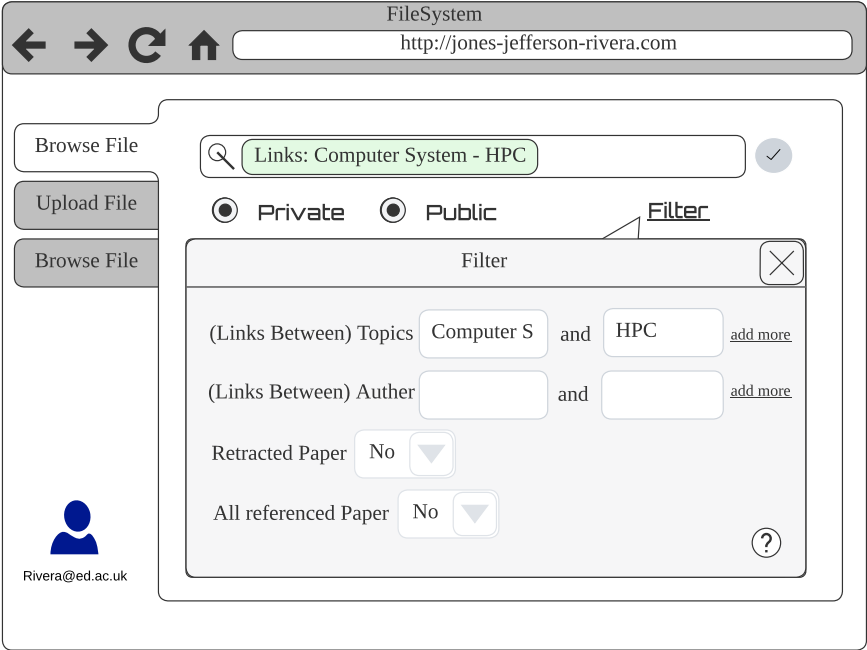 FileSystem
http://jones-jefferson-rivera.com
Browse File
Links: Computer System - HPC
Upload File
Private
Public
Filter
Browse File
Filter
(Links Between) Topics Computer S and HPC add more
(Links Between) Auther and add more
Retracted Paper No
All referenced Paper No
?
Rivera@ed.ac.uk